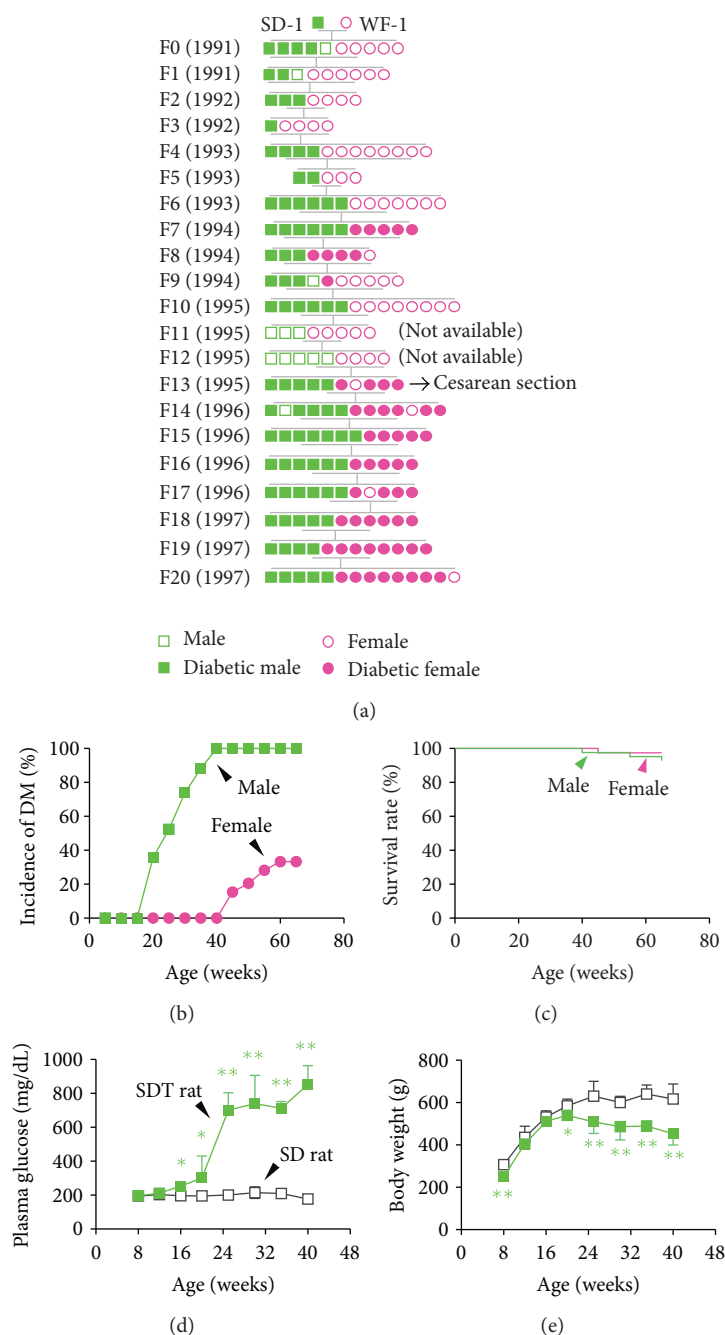 SD-1 WF-1
F0 (1991)
F1 (1991)
F2 (1992)
F3 (1992)
F4 (1993)
F5 (1993)
F6 (1993)
F7 (1994)
F8 (1994)
F9 (1994)
F10 (1995)
F11 (1995) (Not available)
F12 (1995) (Not available)
F13 (1995) → Cesarean section
F14 (1996)
F15 (1996)
F16 (1996)
F17 (1996)
F18 (1997)
F19 (1997)
F20 (1997)
Male Female
Diabetic male Diabetic female
(a)
Incidence of DM (%)
100
80
60
40
20
0
0 20 40 60 80
Age (weeks)
Male
Female
(b)
Survival rate (%)
100
80
60
40
20
0
0 20 40 60 80
Age (weeks)
Male
Female
(c)
Plasma glucose (mg/dL)
1000
800
600
400
200
0
0 8 16 24 32 40 48
Age (weeks)
SDT rat
SD rat
* * ** ** ** **
(d)
Body weight (g)
800
600
400
200
0
0 8 16 24 32 40 48
Age (weeks)
** * ** ** ** **
(e)